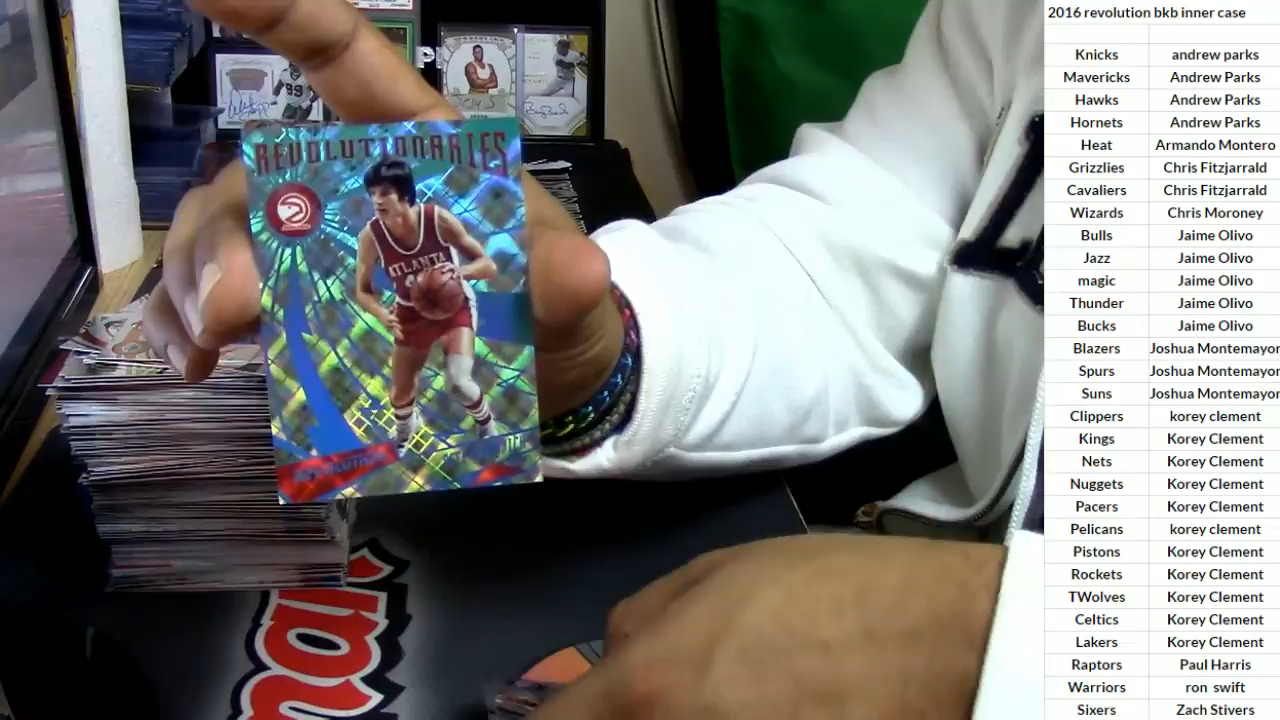 2016 revolution bkb inner case
Knicks andrew parks
Mavericks Andrew Parks
Hawks Andrew Parks
Hornets Andrew Parks
Heat Armando Montero
Grizzlies Chris Fitzjarrald
Cavaliers Chris Fitzjarrald
Wizards Chris Moroney
Bulls Jaime Olivo
Jazz Jaime Olivo
magic Jaime Olivo
Thunder Jaime Olivo
Bucks Jaime Olivo
Blazers Joshua Montemayor
Spurs Joshua Montemayor
Suns Joshua Montemayor
Clippers korey clement
Kings Korey Clement
Nets Korey Clement
Nuggets Korey Clement
Pacers Korey Clement
Pelicans korey clement
Pistons Korey Clement
Rockets Korey Clement
TWolves Korey Clement
Celtics Korey Clement
Lakers Korey Clement
Raptors Paul Harris
Warriors ron swift
Sixers Zach Stivers
REVOLUTIONARIES
ATLANTA